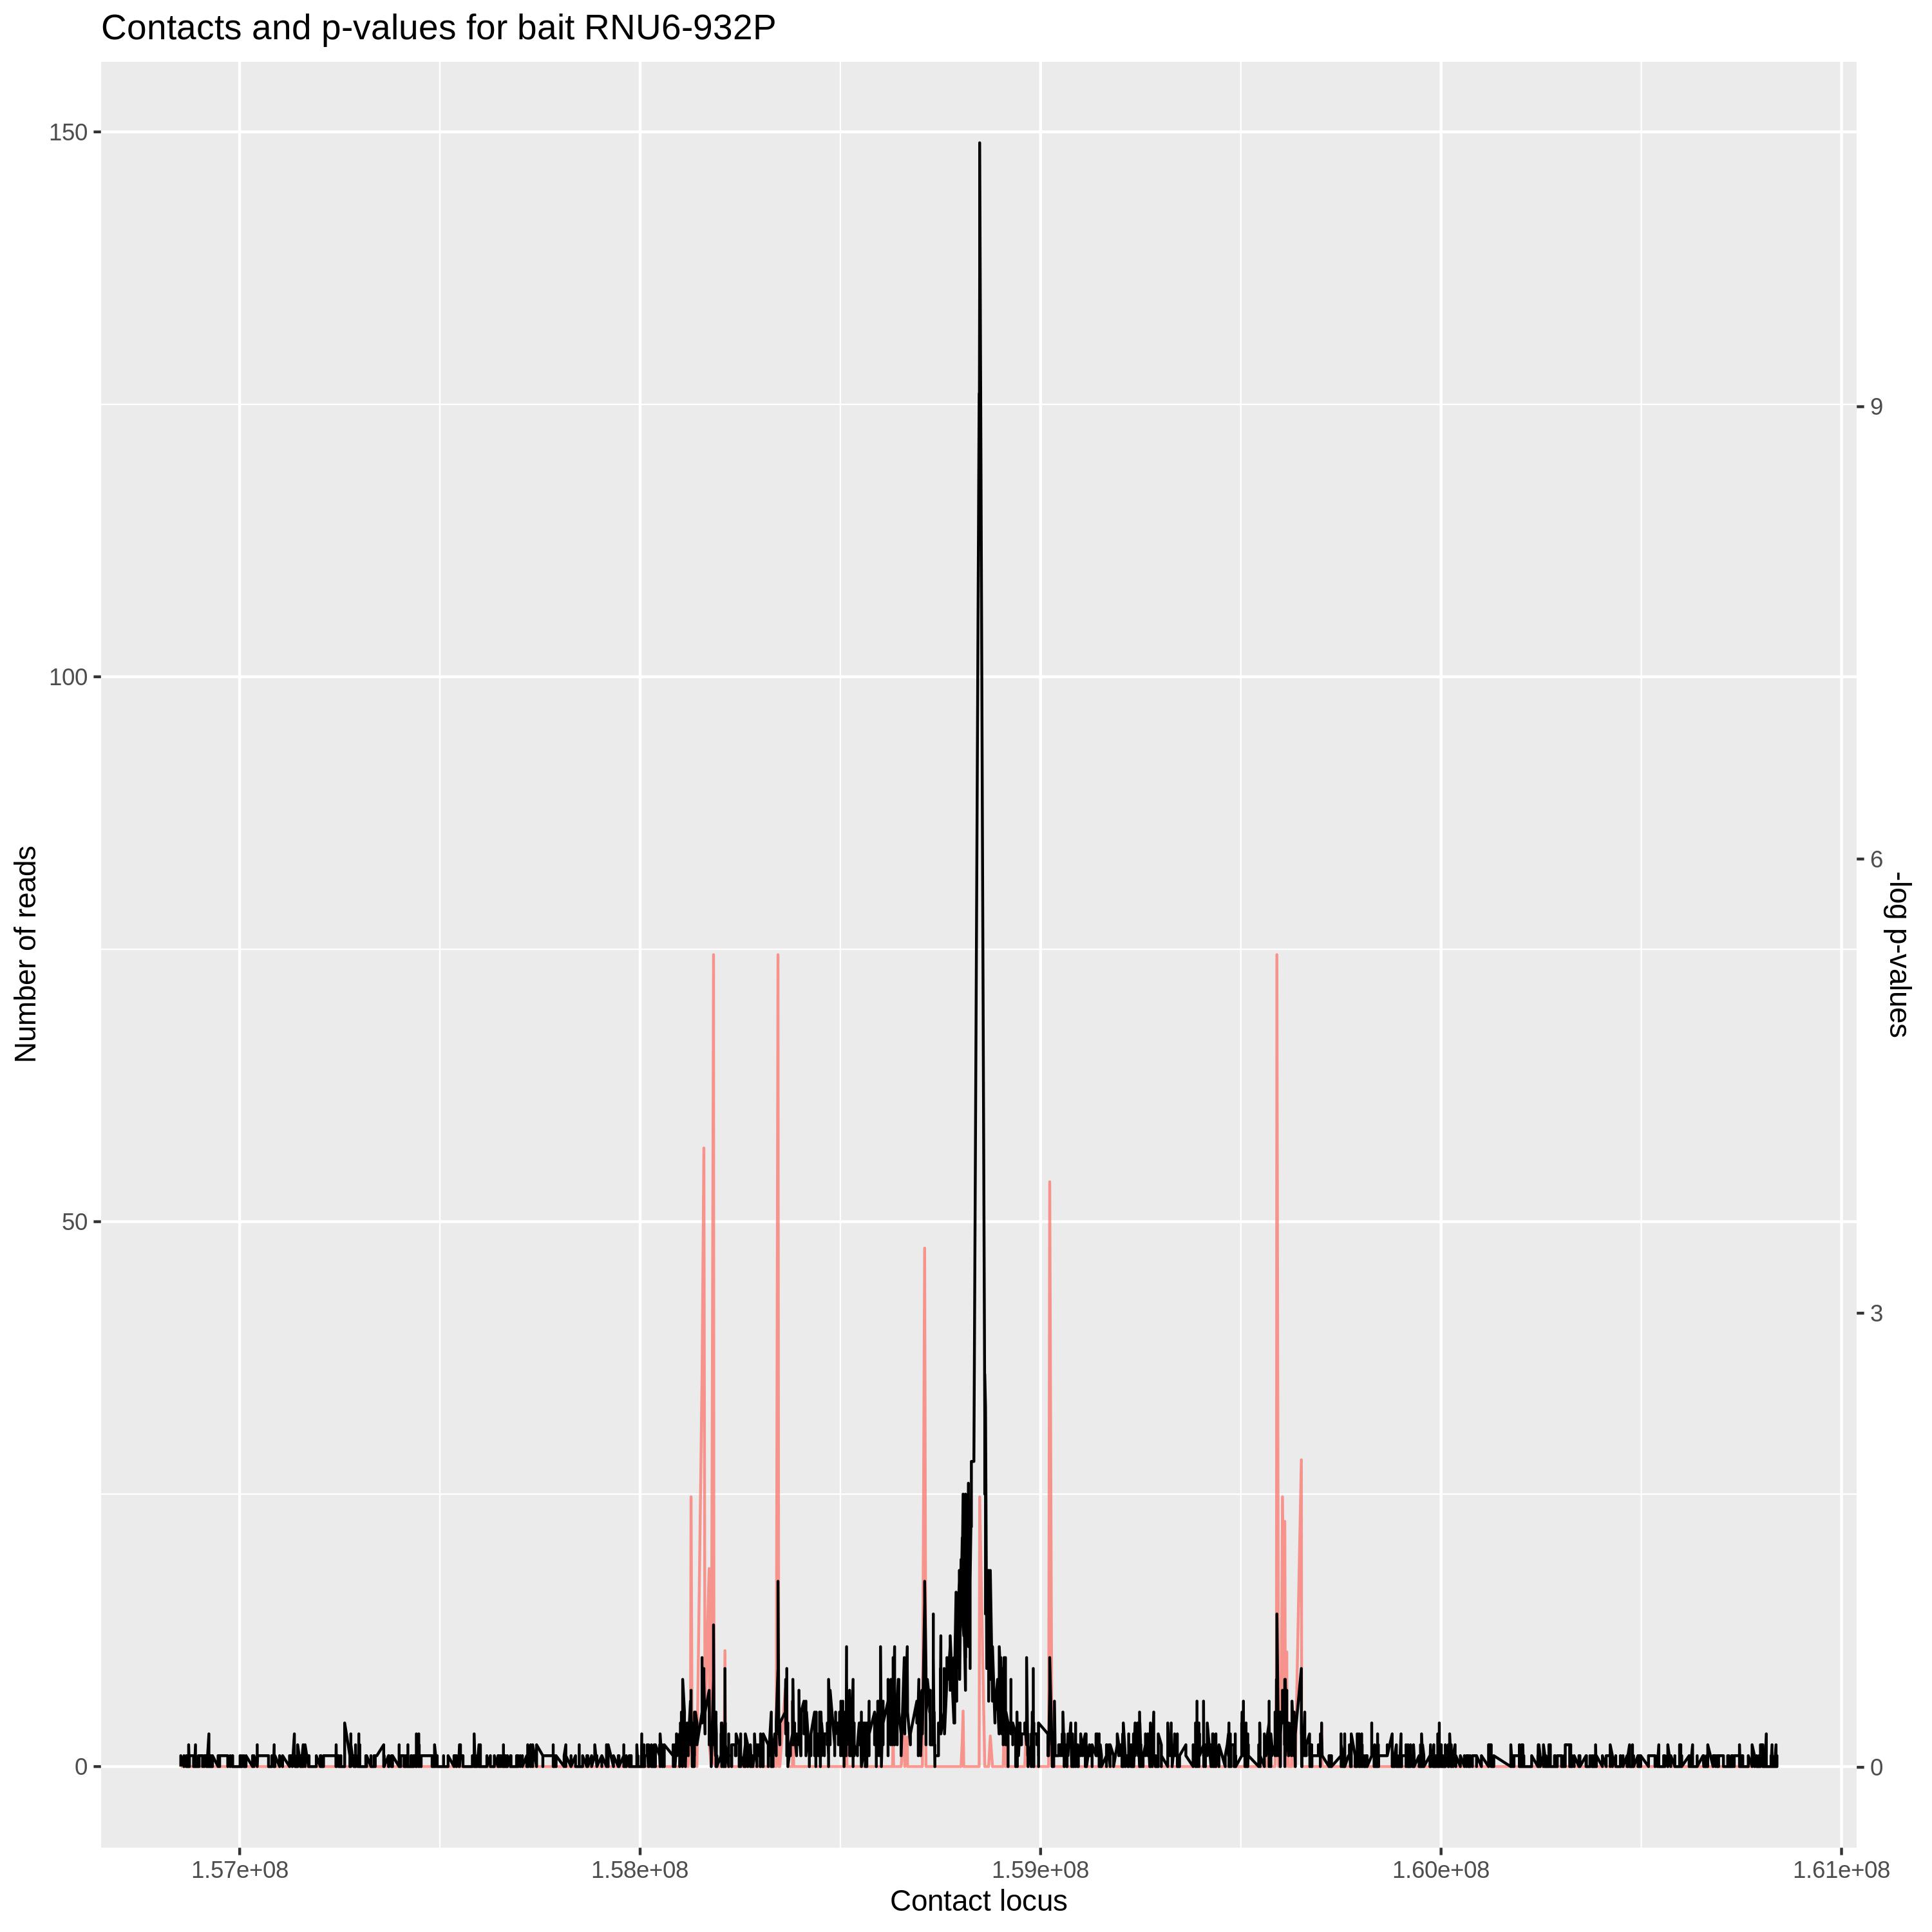 Contacts and p-values for bait RNU6-932P
150
100
50
0
9
6
3
0
Number of reads
-log p-values
1.57e+08 1.58e+08 1.59e+08 1.60e+08 1.61e+08
Contact locus